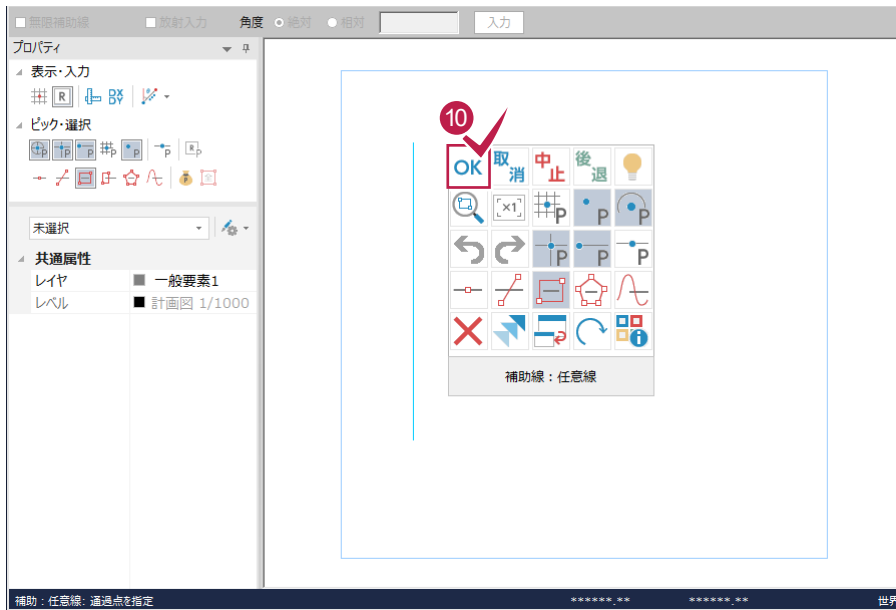 無限補助線 放射入力 角度 絶対 相対 入力
プロパティ
表示・入力
R DX DY
ピック・選択
P P P P P P R P
P
未選択
共通属性
レイヤ 一般要素1
レベル 計画図 1/1000
10
OK 取消 中止 後退
[×1] P P P
P P P
補助線：任意線
補助：任意線: 通過点を指定 ******.** ******.** 世界